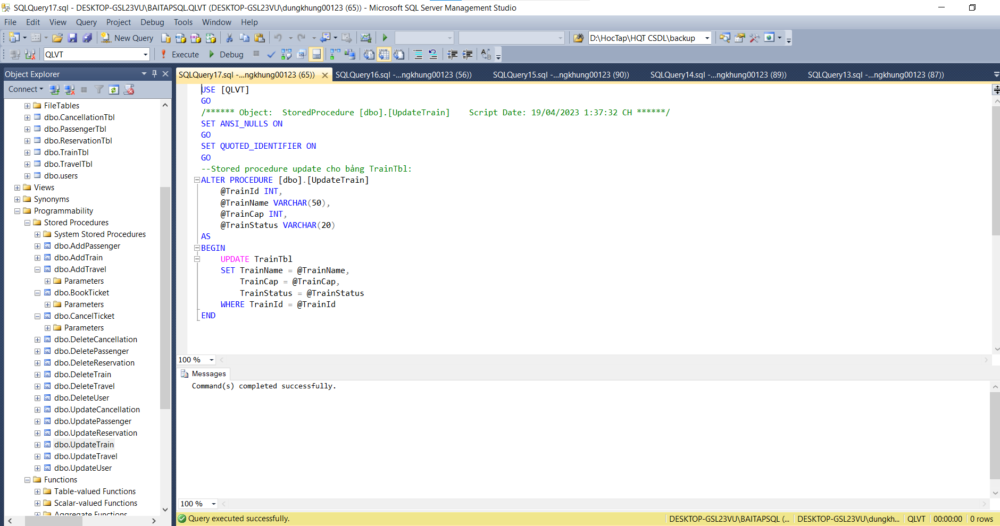 SQLQuery17.sql - DESKTOP-GSL23VU\BAITAPSQL.QLVT (DESKTOP-GSL23VU\dungkhung00123 (65)) - Microsoft SQL Server Management Studio
File Edit View Query Project Debug Tools Window Help
New Query D:\HocTap\HQT CSDL\backup
QLVT Execute Debug
Object Explorer
Connect
FileTables
dbo.CancellationTbl
dbo.PassengerTbl
dbo.ReservationTbl
dbo.TrainTbl
dbo.TravelTbl
dbo.users
Views
Synonyms
Programmability
Stored Procedures
System Stored Procedures
dbo.AddPassenger
dbo.AddTrain
dbo.AddTravel
Parameters
dbo.BookTicket
Parameters
dbo.CancelTicket
Parameters
dbo.DeleteCancellation
dbo.DeletePassenger
dbo.DeleteReservation
dbo.DeleteTrain
dbo.DeleteTravel
dbo.DeleteUser
dbo.UpdateCancellation
dbo.UpdatePassenger
dbo.UpdateReservation
dbo.UpdateTrain
dbo.UpdateTravel
dbo.UpdateUser
Functions
Table-valued Functions
Scalar-valued Functions
Aggregate Functions
SQLQuery17.sql -...ngkhung00123 (65)) SQLQuery16.sql -...ngkhung00123 (56)) SQLQuery15.sql -...ngkhung00123 (90)) SQLQuery14.sql -...ngkhung00123 (89)) SQLQuery13.sql -...ngkhung00123 (87))
USE [QLVT]
GO
/****** Object:  StoredProcedure [dbo].[UpdateTrain]    Script Date: 19/04/2023 1:37:32 CH ******/
SET ANSI_NULLS ON
GO
SET QUOTED_IDENTIFIER ON
GO
--Stored procedure update cho bảng TrainTbl:
ALTER PROCEDURE [dbo].[UpdateTrain]
@TrainId INT,
@TrainName VARCHAR(50),
@TrainCap INT,
@TrainStatus VARCHAR(20)
AS
BEGIN
UPDATE TrainTbl
SET TrainName = @TrainName,
TrainCap = @TrainCap,
TrainStatus = @TrainStatus
WHERE TrainId = @TrainId
END
100 %
Messages
Command(s) completed successfully.
100 %
Query executed successfully. DESKTOP-GSL23VU\BAITAPSQL (... DESKTOP-GSL23VU\dungkh... QLVT 00:00:00 0 rows